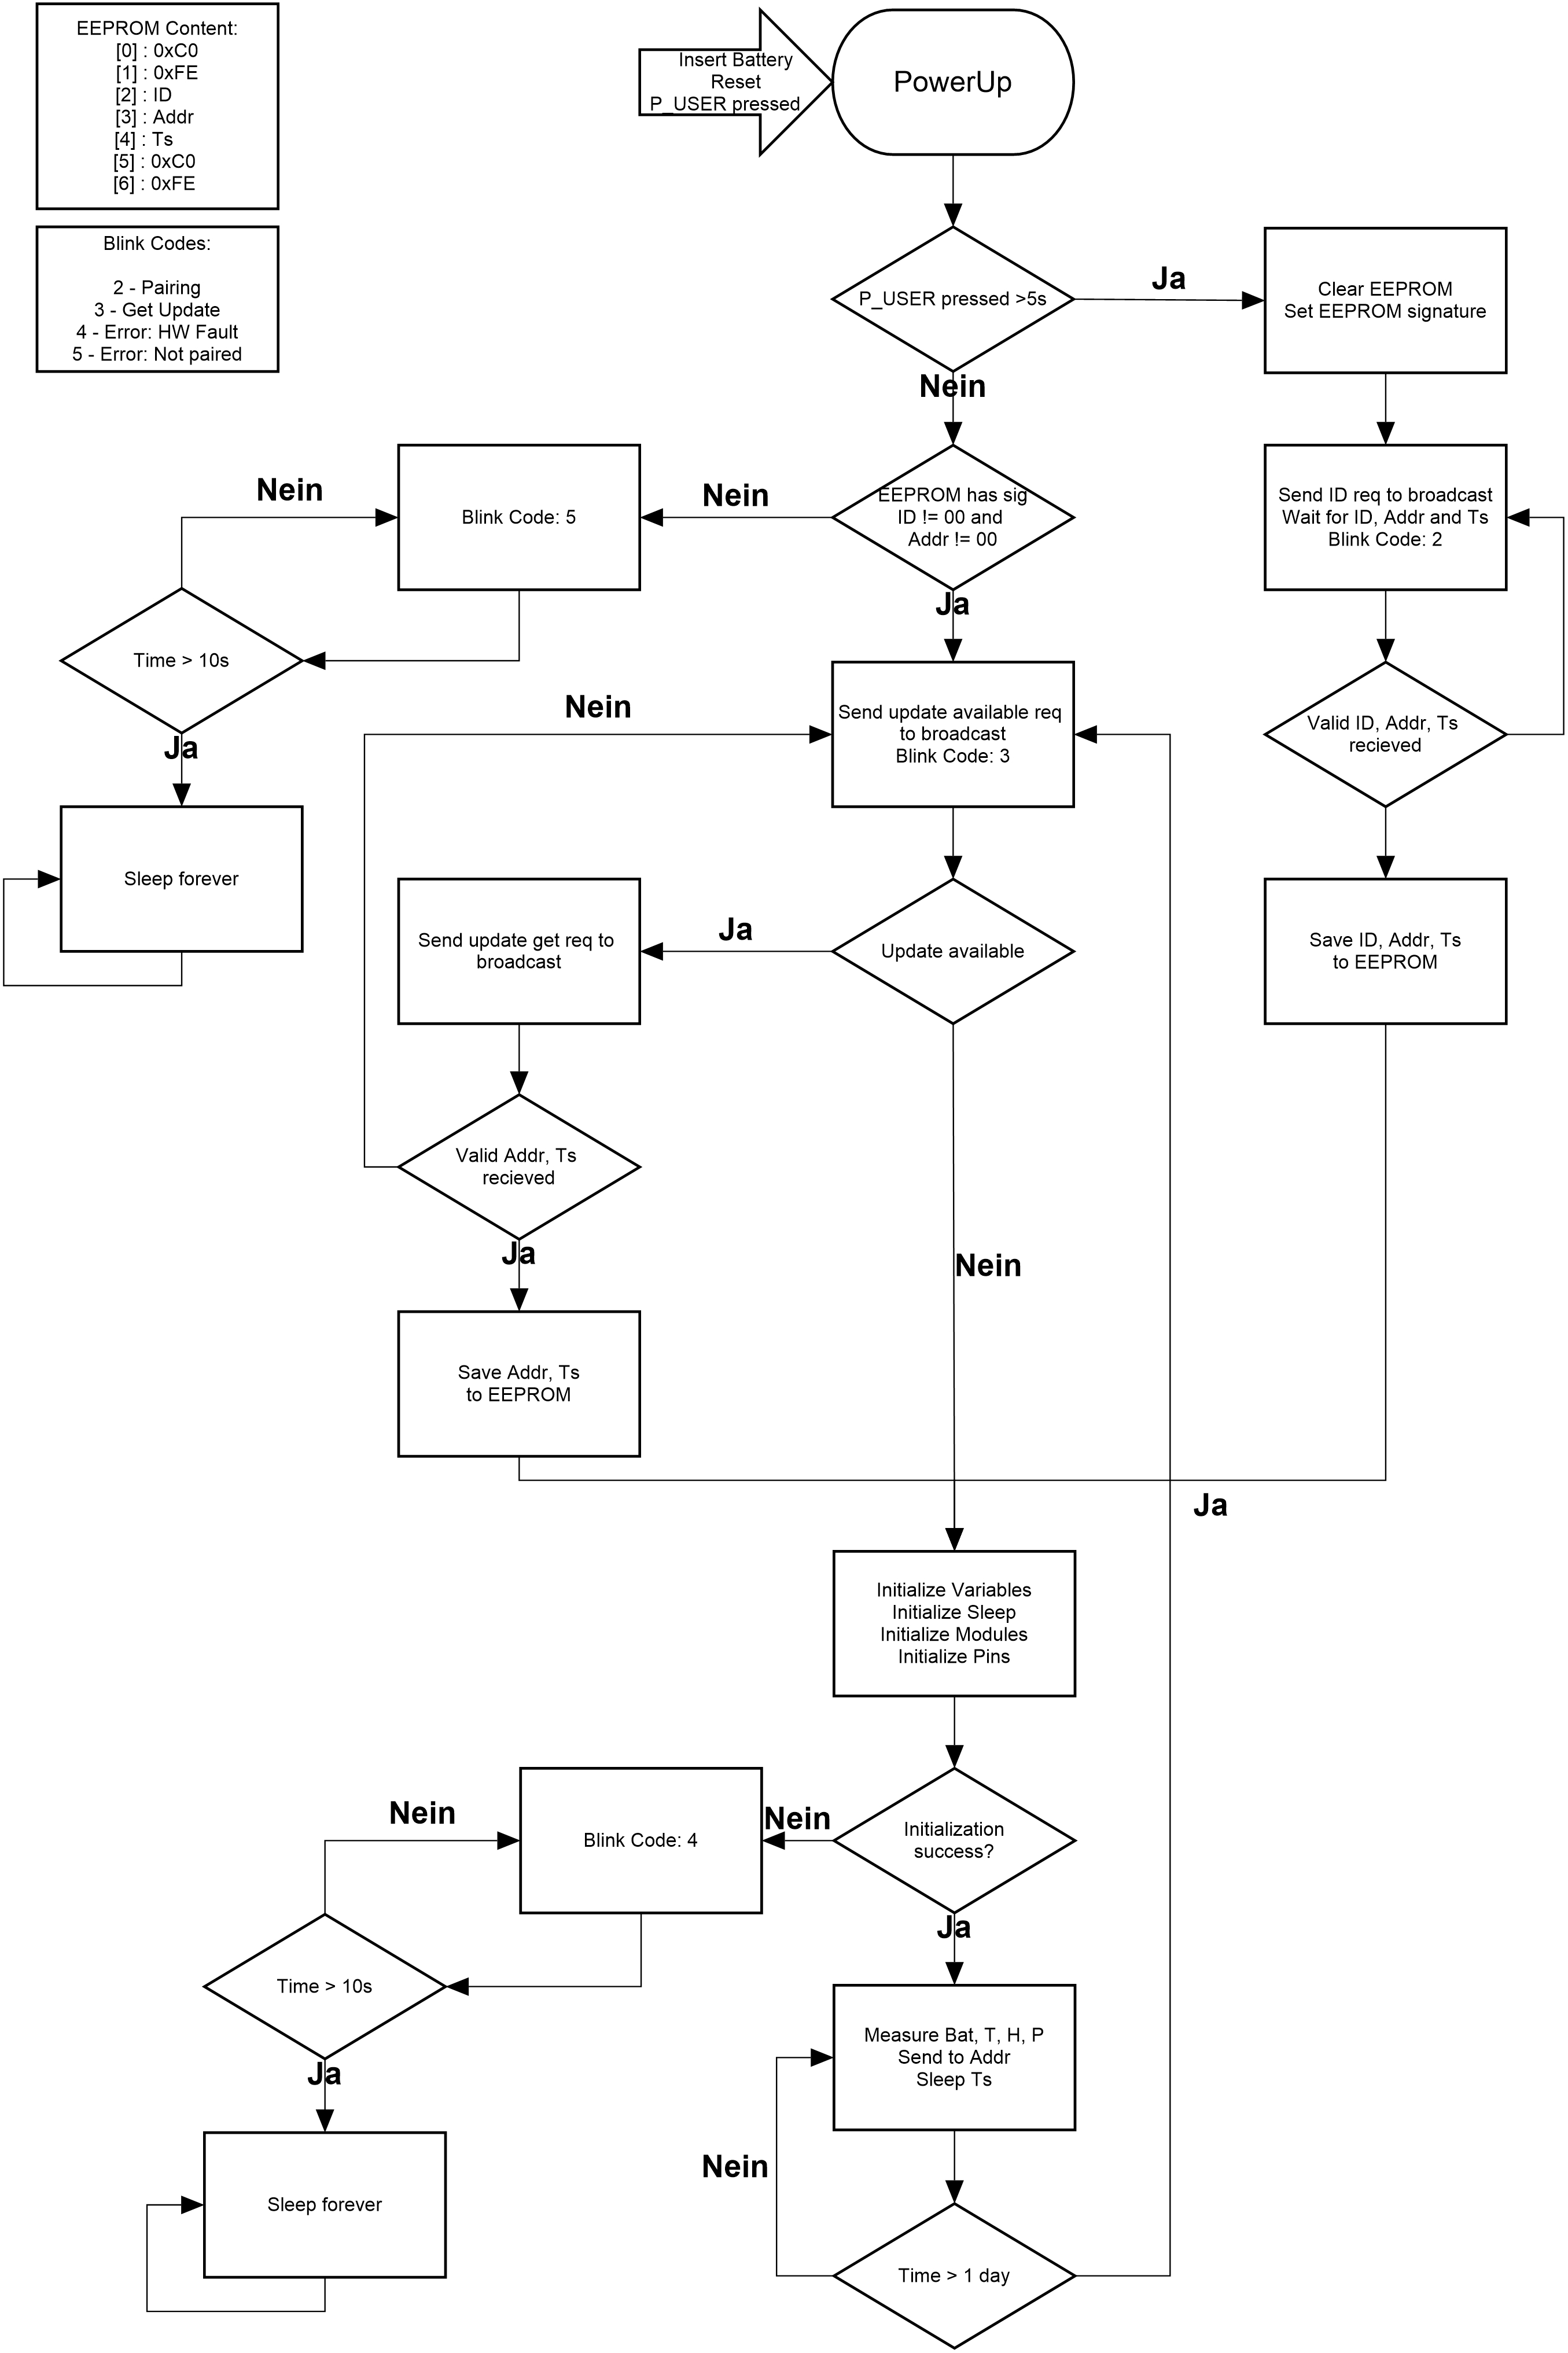 EEPROM Content:
[0] : 0xC0
[1] : 0xFE
[2] : ID
[3] : Addr
[4] : Ts
[5] : 0xC0
[6] : 0xFE
Blink Codes:
2 - Pairing
3 - Get Update
4 - Error: HW Fault
5 - Error: Not paired
Insert Battery
Reset
P_USER pressed
PowerUp
P_USER pressed >5s
Ja
Clear EEPROM
Set EEPROM signature
Nein
EEPROM has sig
ID != 00 and
Addr != 00
Nein
Blink Code: 5
Nein
Time > 10s
Ja
Sleep forever
Send ID req to broadcast
Wait for ID, Addr and Ts
Blink Code: 2
Valid ID, Addr, Ts
recieved
Save ID, Addr, Ts
to EEPROM
Ja
Send update available req
to broadcast
Blink Code: 3
Nein
Update available
Ja
Send update get req to
broadcast
Valid Addr, Ts
recieved
Ja
Save Addr, Ts
to EEPROM
Nein
Ja
Initialize Variables
Initialize Sleep
Initialize Modules
Initialize Pins
Initialization
success?
Nein
Blink Code: 4
Nein
Time > 10s
Ja
Sleep forever
Ja
Measure Bat, T, H, P
Send to Addr
Sleep Ts
Nein
Time > 1 day